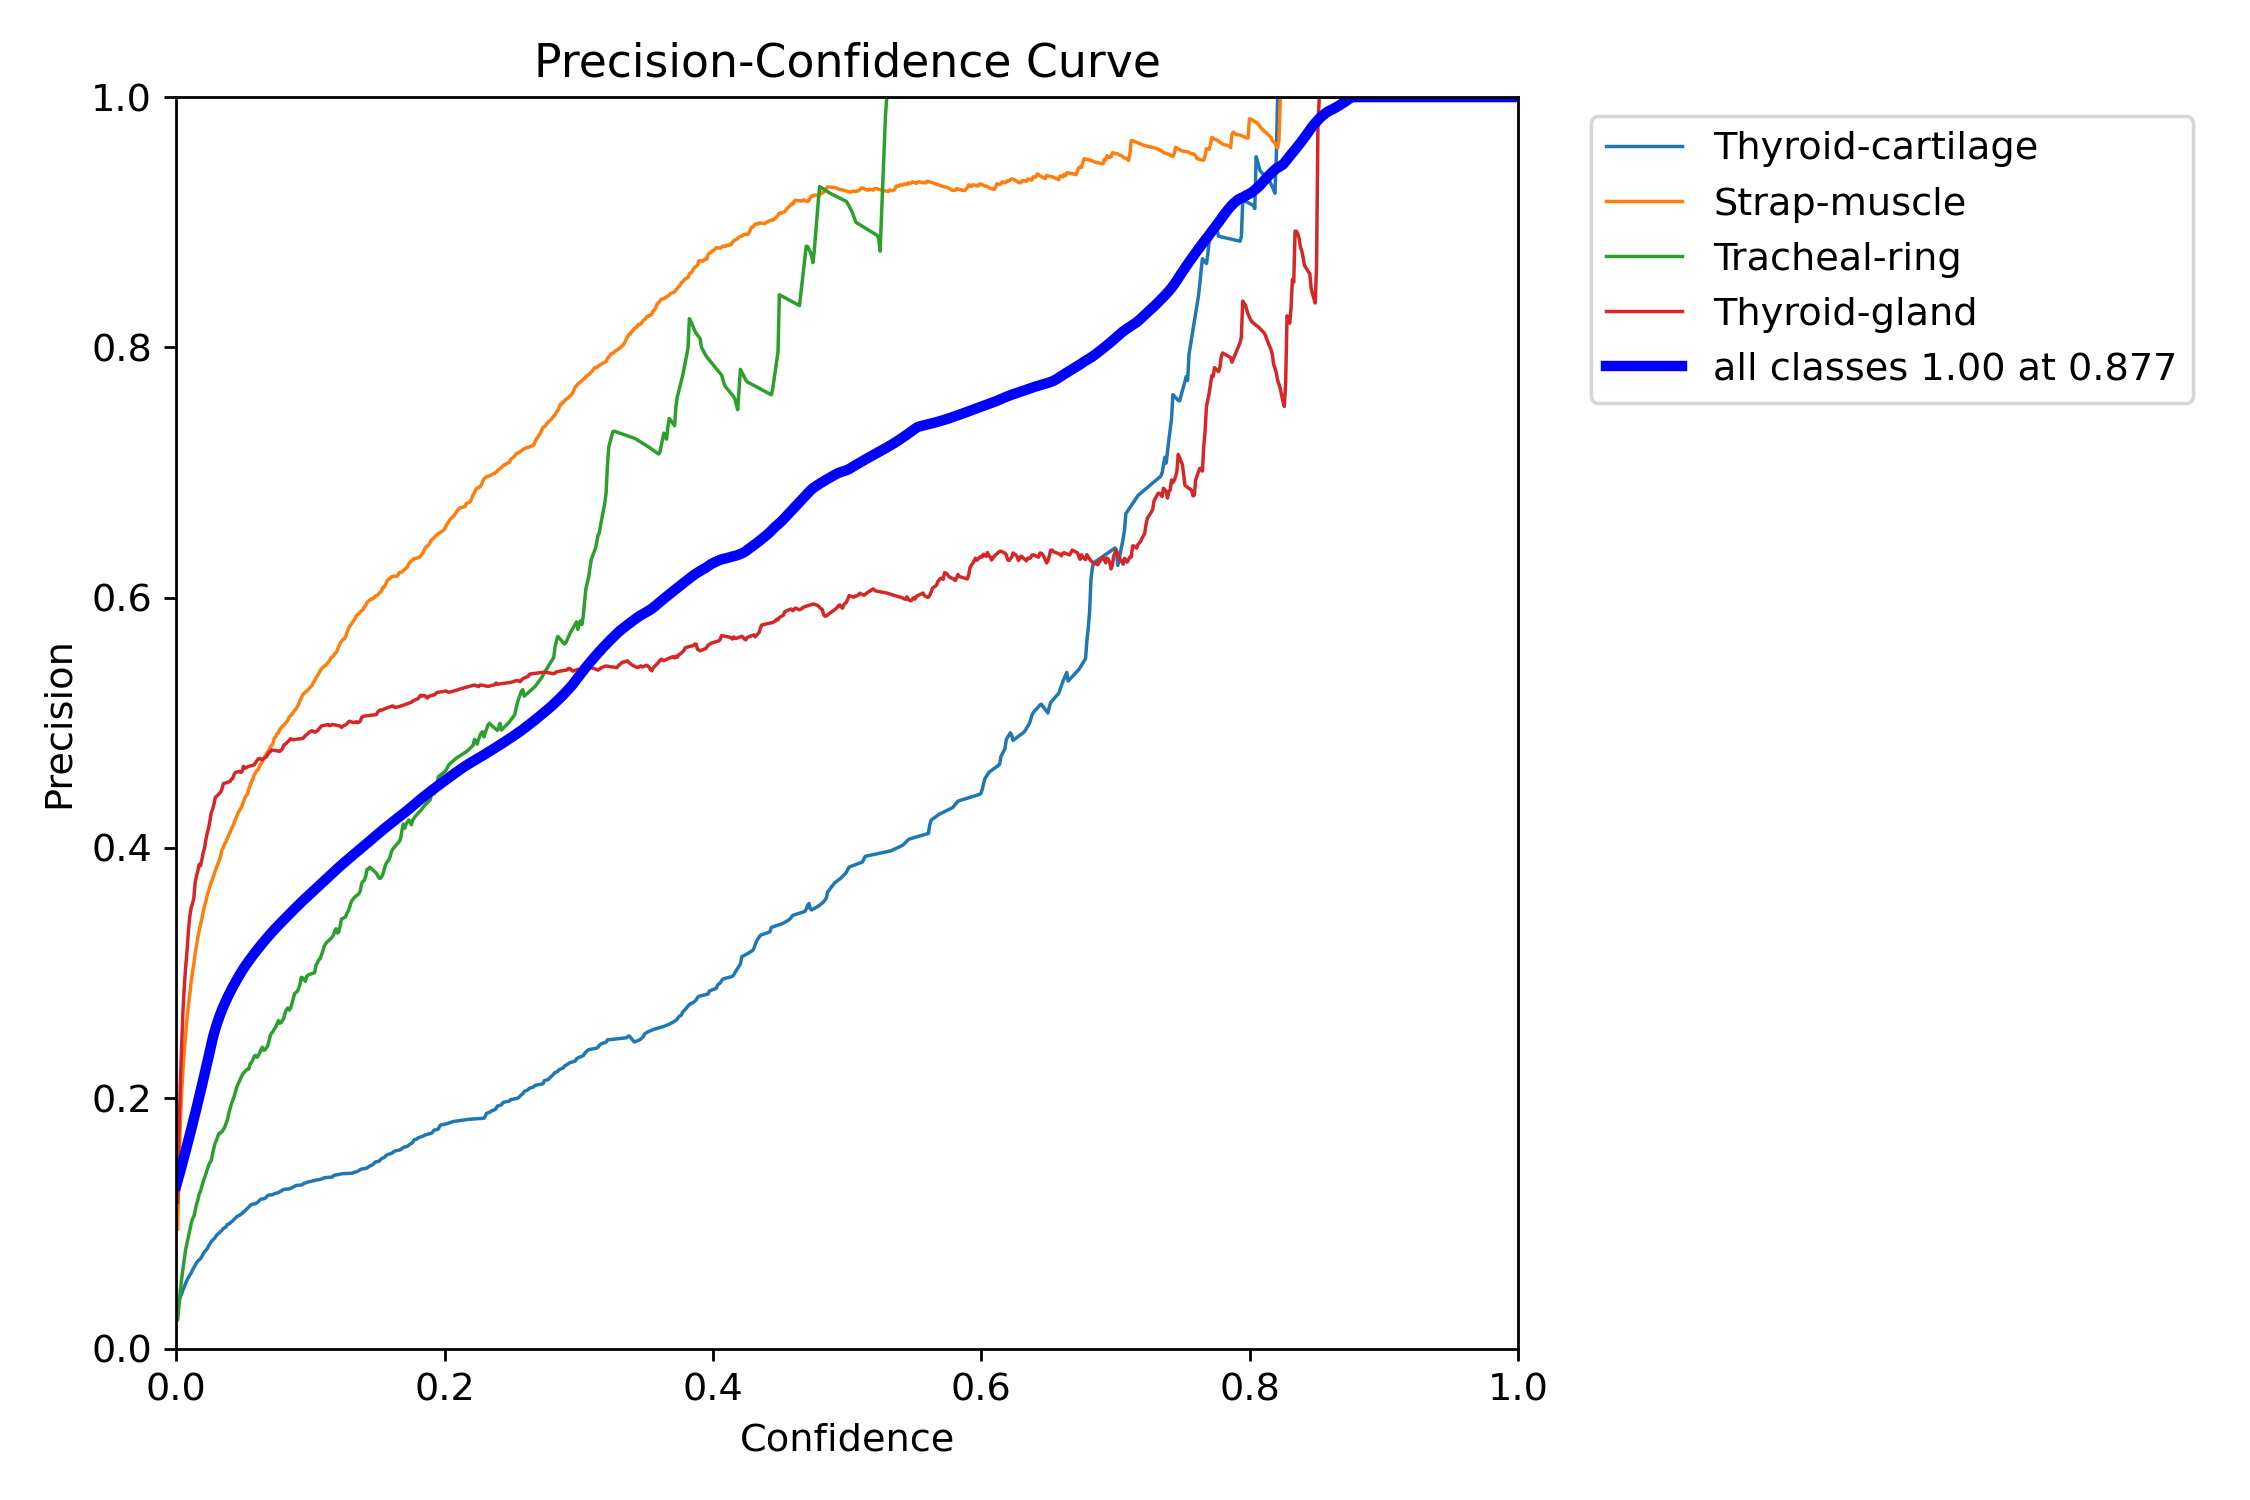 Precision-Confidence Curve
1.0
0.8
0.6
0.4
0.2
0.0
Precision
0.0 0.2 0.4 0.6 0.8 1.0
Confidence
Thyroid-cartilage
Strap-muscle
Tracheal-ring
Thyroid-gland
all classes 1.00 at 0.877